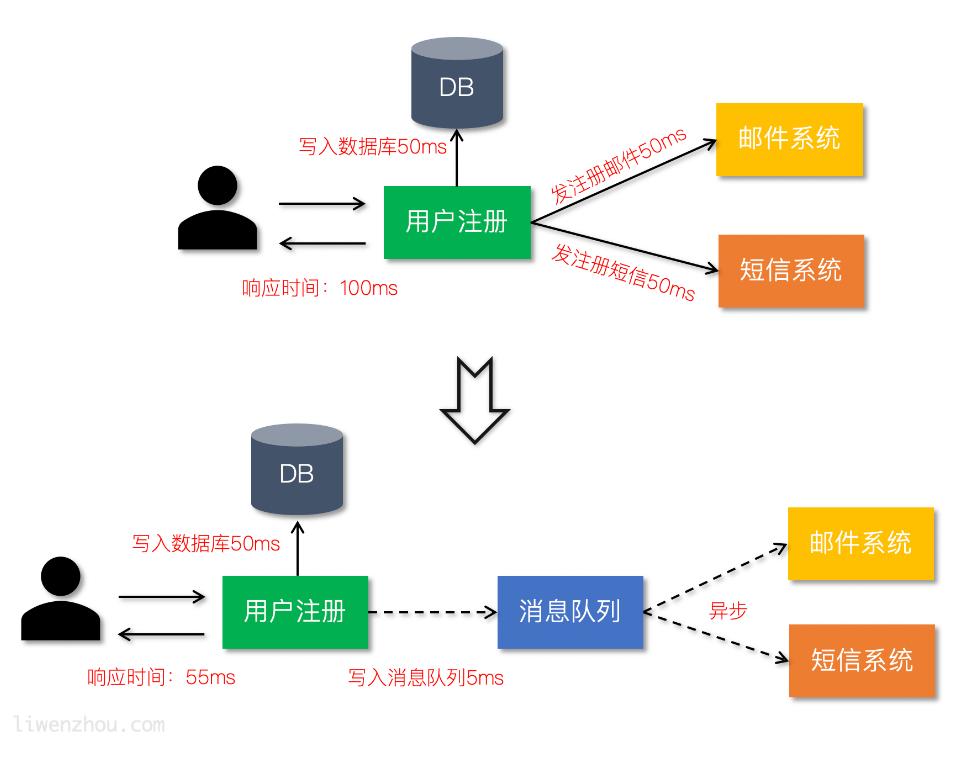 DB
写入数据库50ms
发注册邮件50ms
邮件系统
用户注册
发注册短信50ms
短信系统
响应时间：100ms
DB
写入数据库50ms
邮件系统
用户注册
消息队列
异步
短信系统
响应时间：55ms
写入消息队列5ms
liwenzhou.com